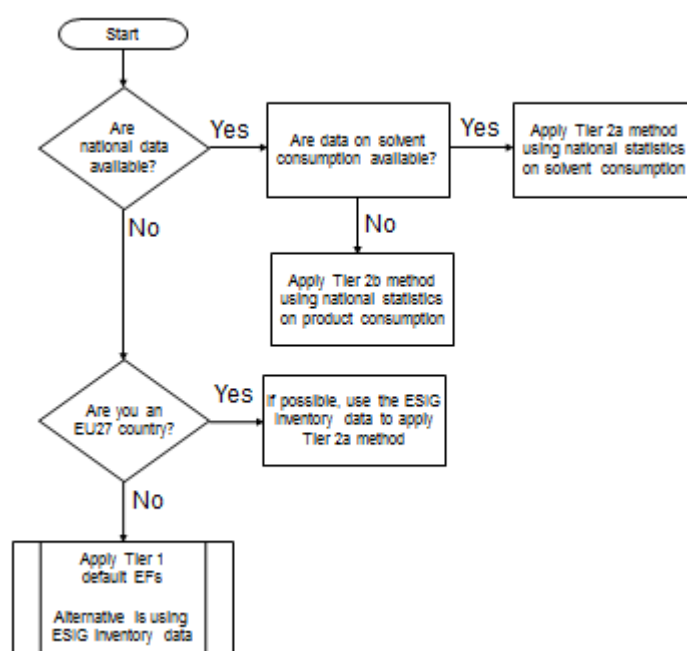 Start
Are
national data
available?
Yes
Are data on solvent
consumption available?
Yes
Apply Tier 2a method
using national statistics
on solvent consumption
No
No
Apply Tier 2b method
using national statistics
on product consumption
Are you an
EU27 country?
Yes
If possible, use the ESIG
inventory data to apply
Tier 2a method
No
Apply Tier 1
default EFs
Alternative is using
ESIG inventory data